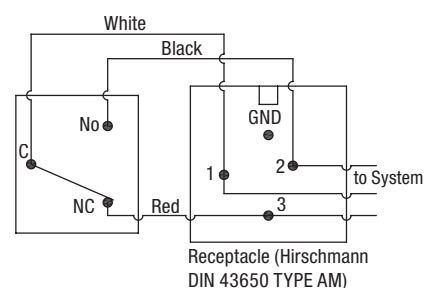 White
Black
No
GND
C
1
2
to System
NC
Red
3
Receptacle (Hirschmann
DIN 43650 TYPE AM)